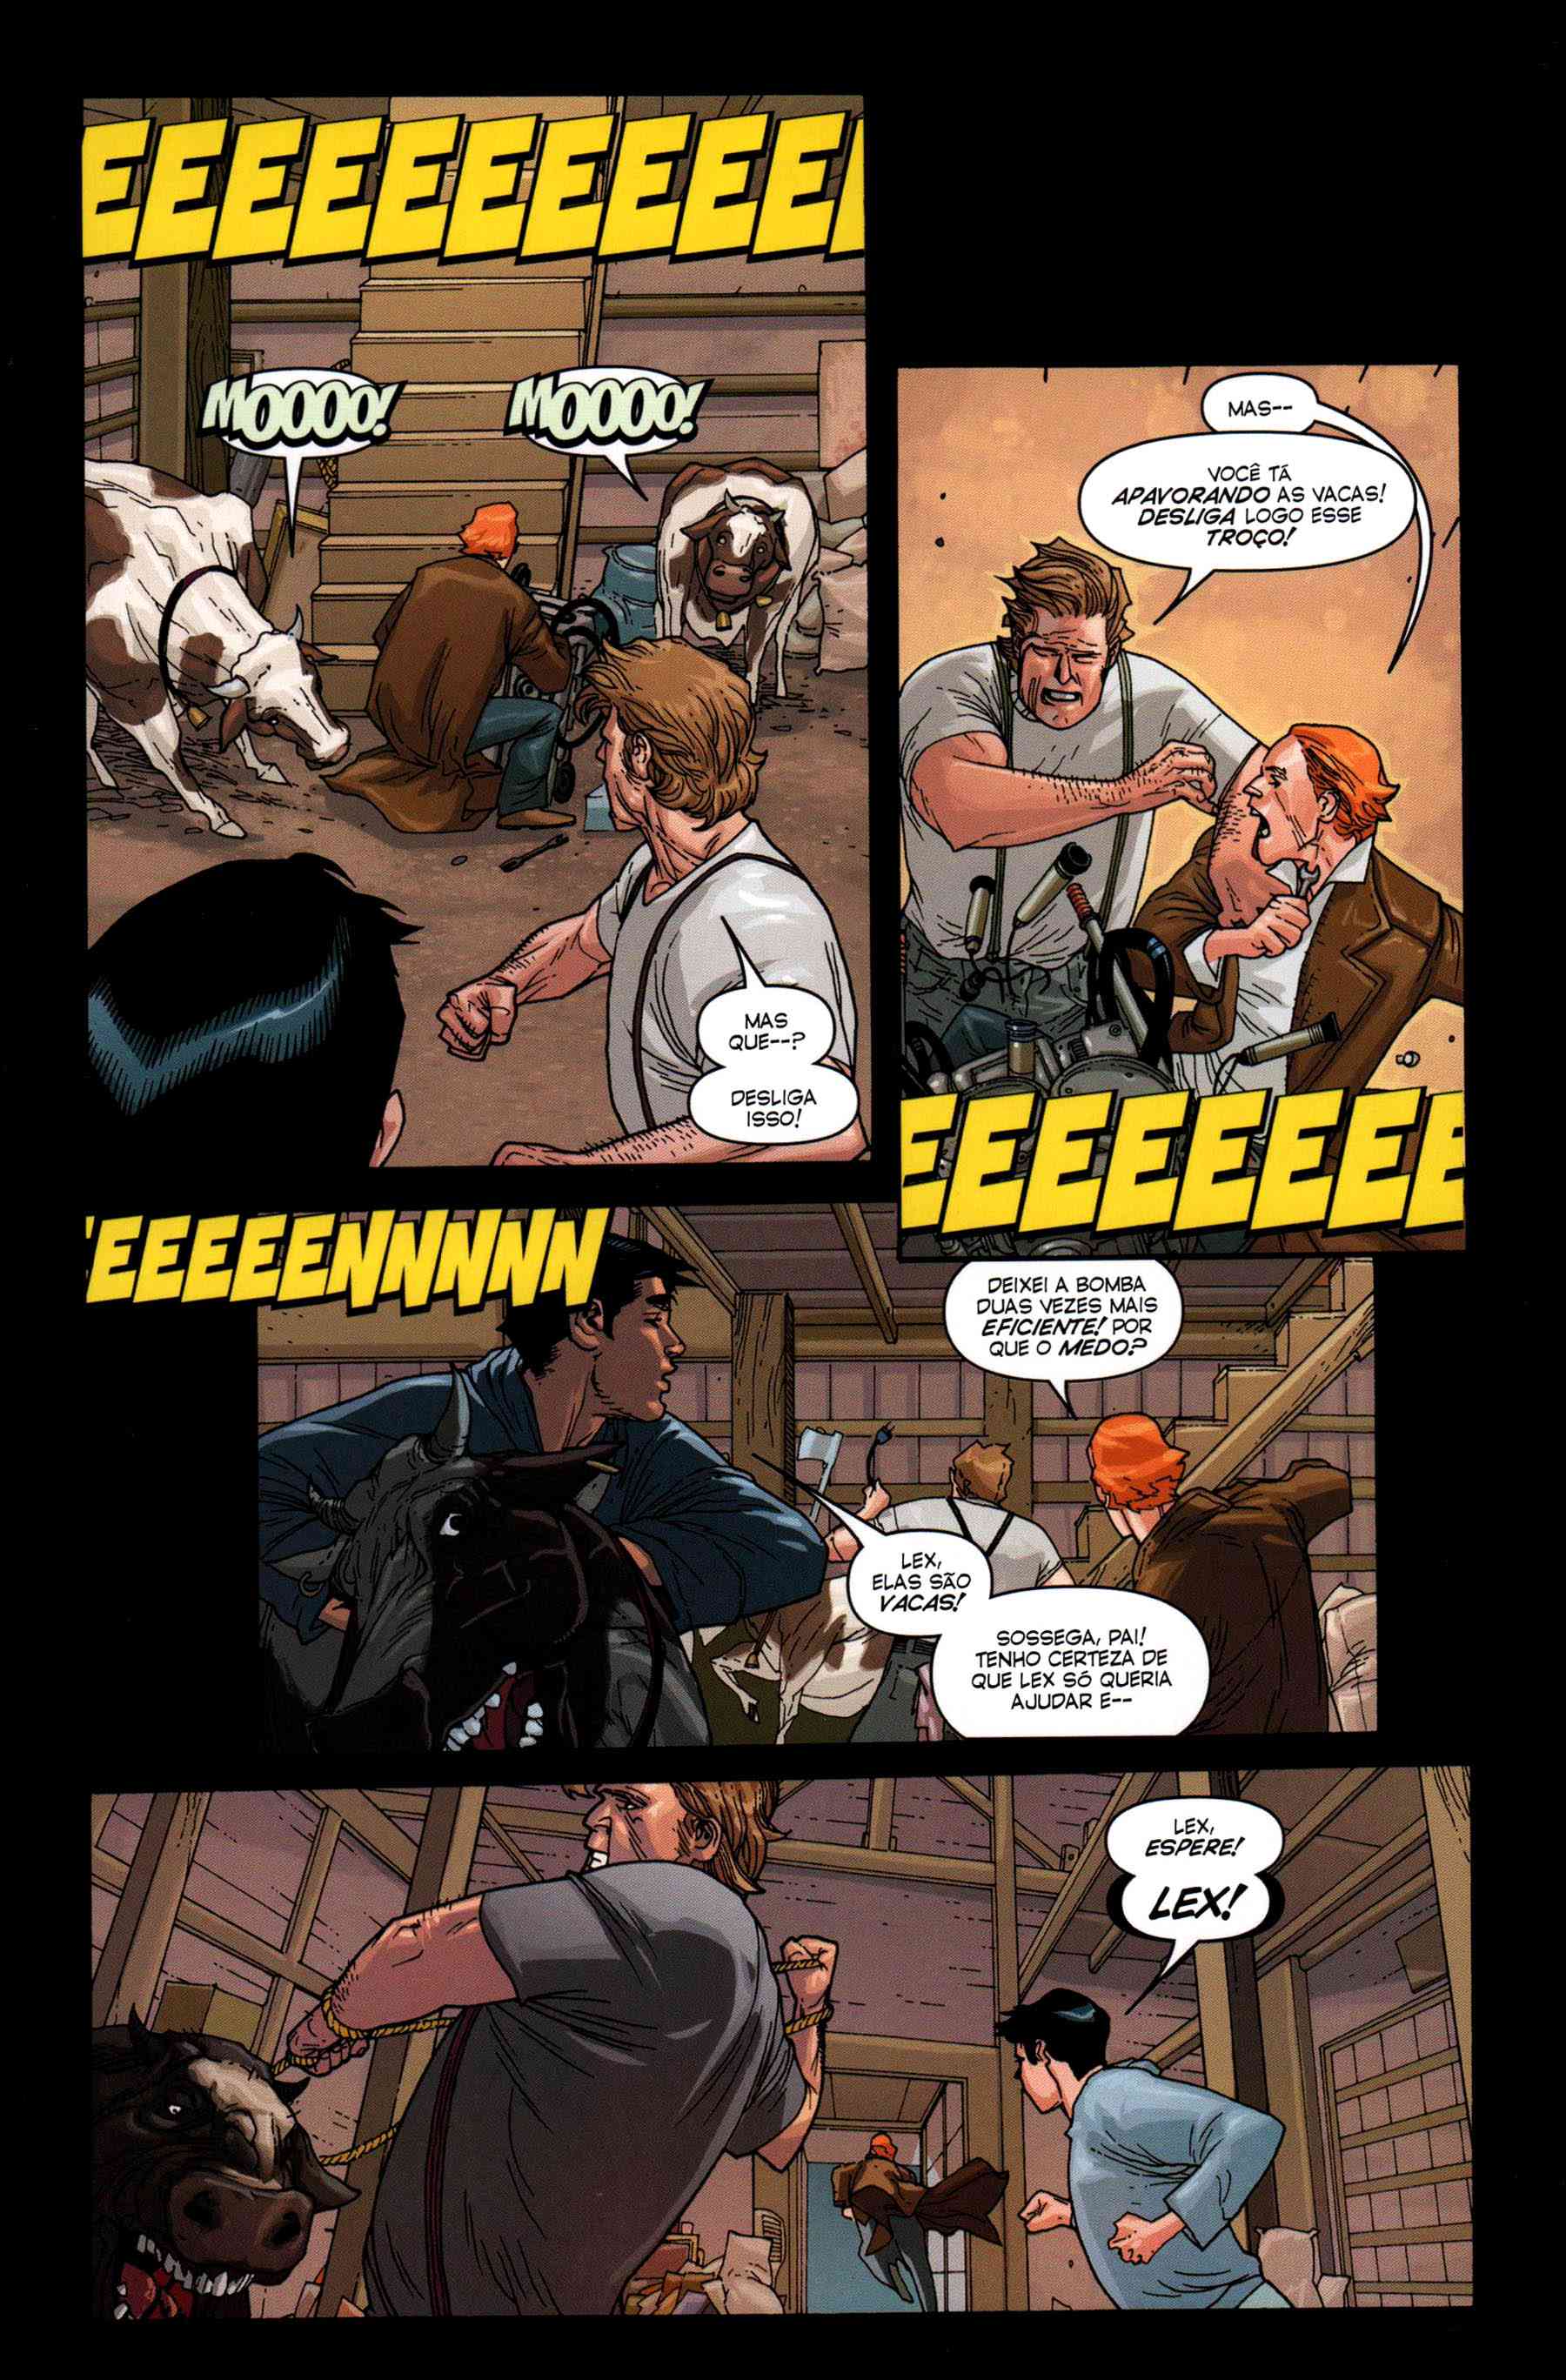 EEEEEEEEEEE
MOOOO!
MOOOO!
MAS
QUE--?
DESLIGA
ISSO!
MAS--
VOCÊ TÁ
APAVORANDO AS VACAS!
DESLIGA LOGO ESSE
TROÇO!
EEEEEEEEEE
EEEEEENNNNN
DEIXEI A BOMBA
DUAS VEZES MAIS
EFICIENTE! POR
QUE O MEDO?
LEX,
ELAS SÃO
VACAS!
SOSSEGA, PAI!
TENHO CERTEZA DE
QUE LEX SÓ QUERIA
AJUDAR E--
LEX,
ESPERE!
LEX!